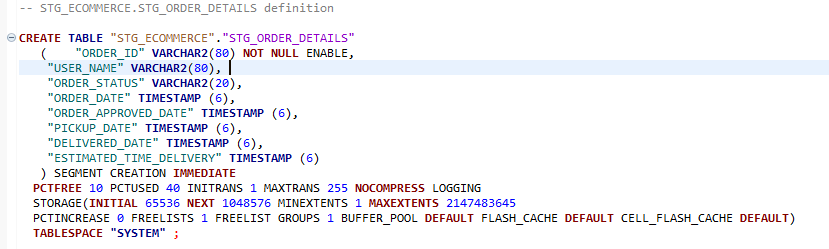 -- STG_ECOMMERCE.STG_ORDER_DETAILS definition
CREATE TABLE "STG_ECOMMERCE"."STG_ORDER_DETAILS"
( "ORDER_ID" VARCHAR2(80) NOT NULL ENABLE,
"USER_NAME" VARCHAR2(80),
"ORDER_STATUS" VARCHAR2(20),
"ORDER_DATE" TIMESTAMP (6),
"ORDER_APPROVED_DATE" TIMESTAMP (6),
"PICKUP_DATE" TIMESTAMP (6),
"DELIVERED_DATE" TIMESTAMP (6),
"ESTIMATED_TIME_DELIVERY" TIMESTAMP (6)
) SEGMENT CREATION IMMEDIATE
PCTFREE 10 PCTUSED 40 INITRANS 1 MAXTRANS 255 NOCOMPRESS LOGGING
STORAGE(INITIAL 65536 NEXT 1048576 MINEXTENTS 1 MAXEXTENTS 2147483645
PCTINCREASE 0 FREELISTS 1 FREELIST GROUPS 1 BUFFER_POOL DEFAULT FLASH_CACHE DEFAULT CELL_FLASH_CACHE DEFAULT)
TABLESPACE "SYSTEM" ;